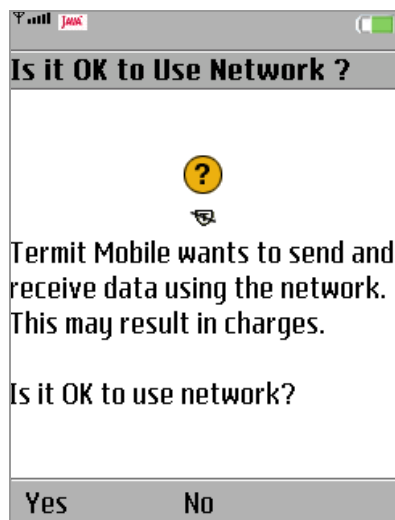 JAVA
Is it OK to Use Network ?
?
Termit Mobile wants to send and
receive data using the network.
This may result in charges.
Is it OK to use network?
Yes No